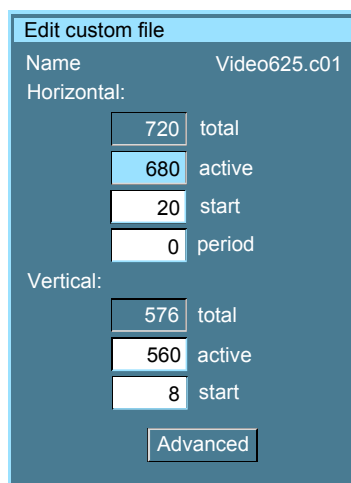 Edit custom file
Name Video625.c01
Horizontal:
720 total
680 active
20 start
0 period
Vertical:
576 total
560 active
8 start
Advanced